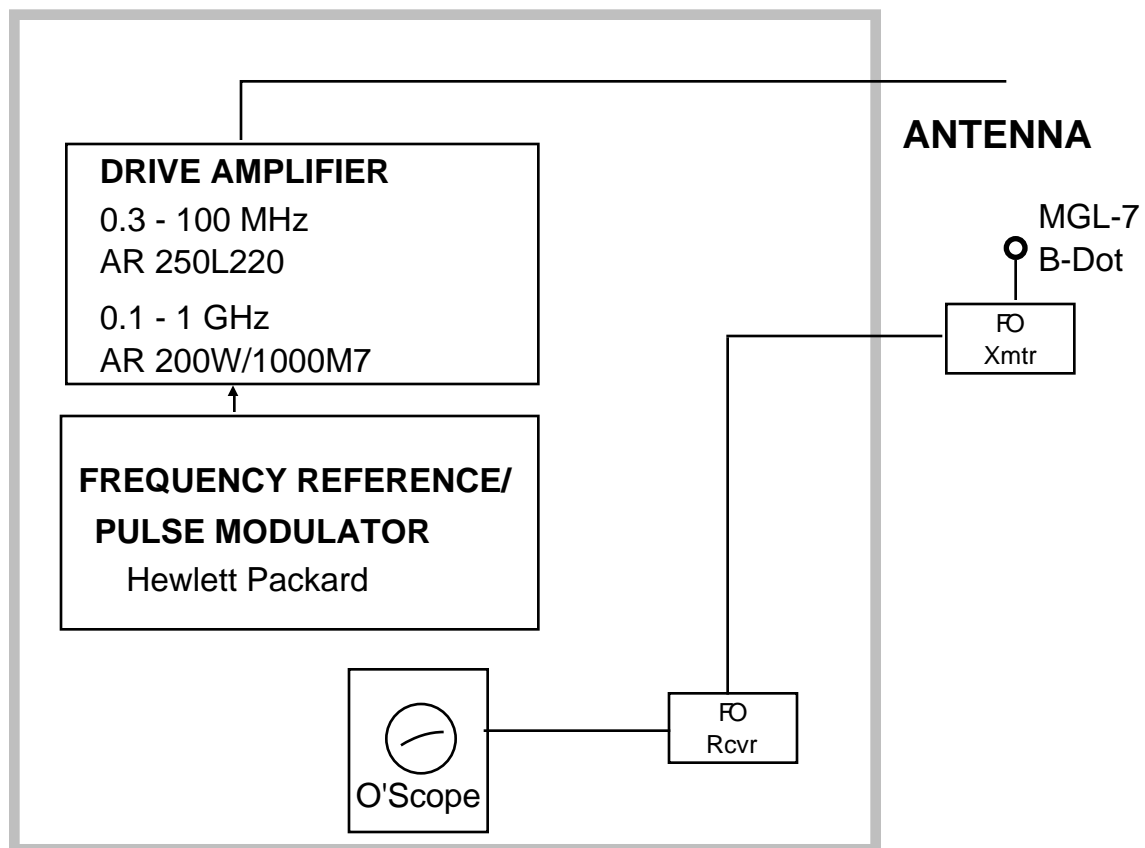 ANTENNA
DRIVE AMPLIFIER
0.3 - 100 MHz
AR 250L220
0.1 - 1 GHz
AR 200W/1000M7
MGL-7
B-Dot
FO
Xmtr
FREQUENCY REFERENCE/
PULSE MODULATOR
Hewlett Packard
FO
Rcvr
O'Scope